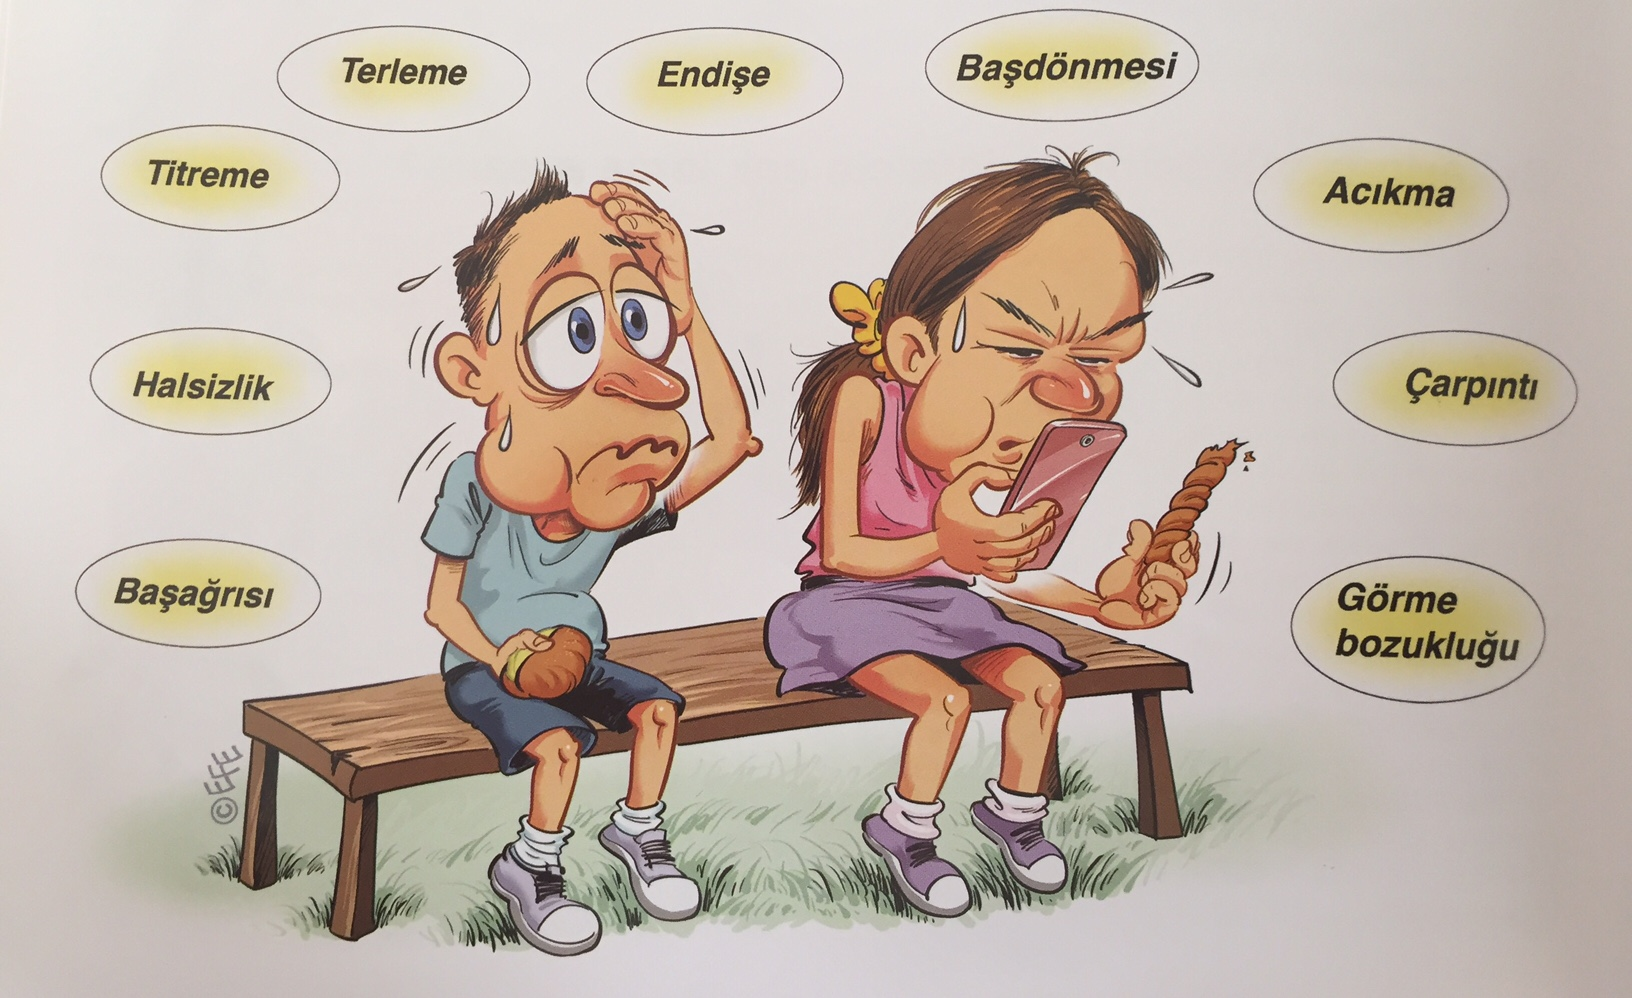 Terleme
Endişe
Başdönmesi
Titreme
Acıkma
Halsizlik
Çarpıntı
Başağrısı
Görme
bozukluğu
©EFE